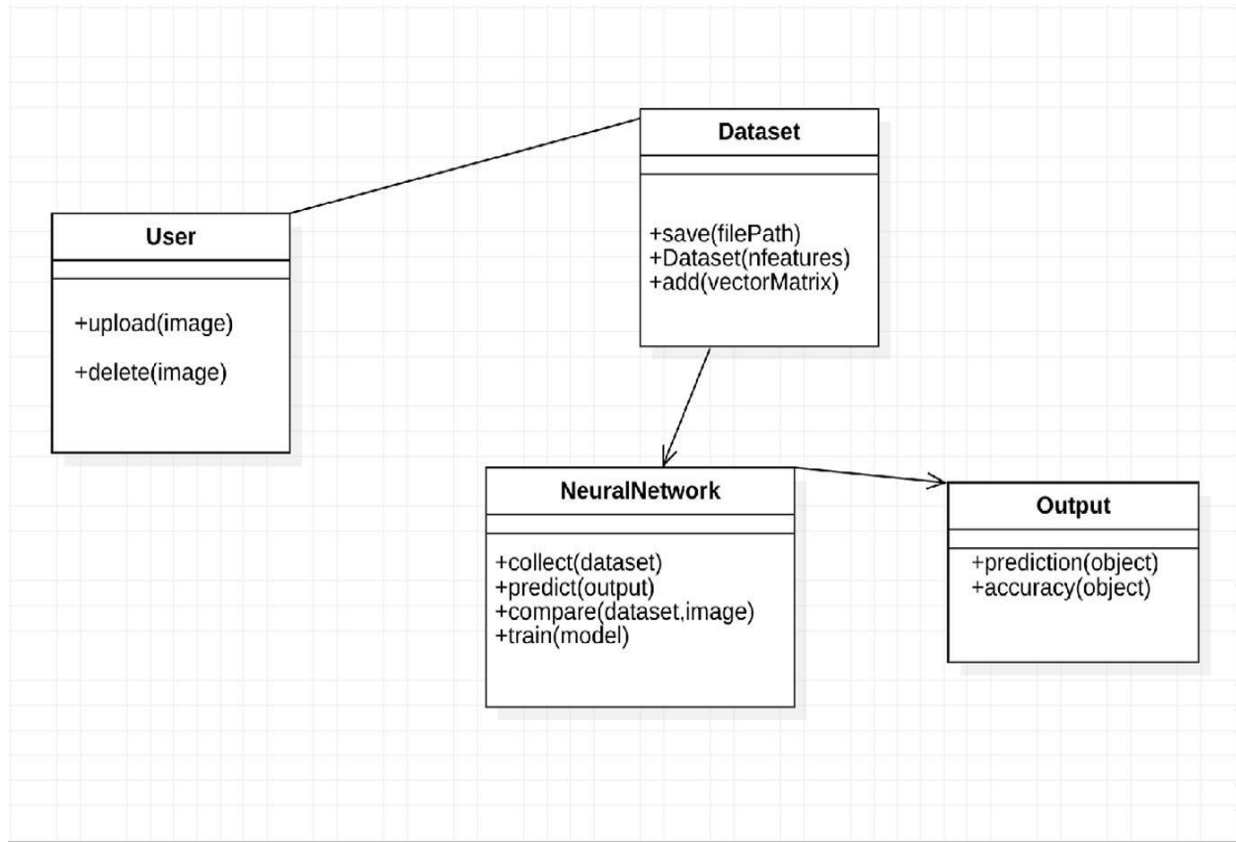 Dataset
+save(filePath)
+Dataset(nfeatures)
+add(vectorMatrix)
User
+upload(image)
+delete(image)
NeuralNetwork
+collect(dataset)
+predict(output)
+compare(dataset,image)
+train(model)
Output
+prediction(object)
+accuracy(object)